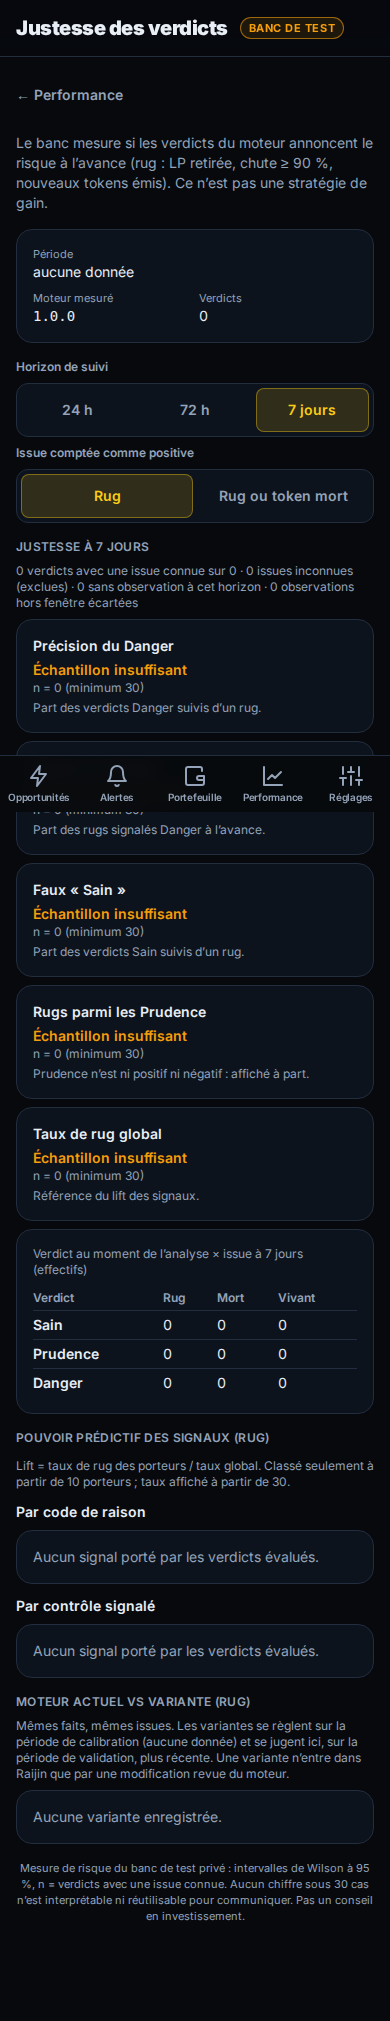 Justesse des verdicts
BANC DE TEST
← Performance
Le banc mesure si les verdicts du moteur annoncent le
risque à l’avance (rug : LP retirée, chute ≥ 90 %,
nouveaux tokens émis). Ce n’est pas une stratégie de
gain.
Période
aucune donnée
Moteur mesuré
1.0.0
Verdicts
0
Horizon de suivi
24 h
72 h
7 jours
Issue comptée comme positive
Rug
Rug ou token mort
JUSTESSE À 7 JOURS
0 verdicts avec une issue connue sur 0 · 0 issues inconnues
(exclues) · 0 sans observation à cet horizon · 0 observations
hors fenêtre écartées
Précision du Danger
Échantillon insuffisant
n = 0 (minimum 30)
Part des verdicts Danger suivis d’un rug.
Opportunités
Alertes
Portefeuille
Performance
Réglages
n = 0 (minimum 30)
Part des rugs signalés Danger à l’avance.
Faux « Sain »
Échantillon insuffisant
n = 0 (minimum 30)
Part des verdicts Sain suivis d’un rug.
Rugs parmi les Prudence
Échantillon insuffisant
n = 0 (minimum 30)
Prudence n’est ni positif ni négatif : affiché à part.
Taux de rug global
Échantillon insuffisant
n = 0 (minimum 30)
Référence du lift des signaux.
Verdict au moment de l’analyse × issue à 7 jours
(effectifs)
Verdict Rug Mort Vivant
Sain 0 0 0
Prudence 0 0 0
Danger 0 0 0
POUVOIR PRÉDICTIF DES SIGNAUX (RUG)
Lift = taux de rug des porteurs / taux global. Classé seulement à
partir de 10 porteurs ; taux affiché à partir de 30.
Par code de raison
Aucun signal porté par les verdicts évalués.
Par contrôle signalé
Aucun signal porté par les verdicts évalués.
MOTEUR ACTUEL VS VARIANTE (RUG)
Mêmes faits, mêmes issues. Les variantes se règlent sur la
période de calibration (aucune donnée) et se jugent ici, sur la
période de validation, plus récente. Une variante n’entre dans
Raijin que par une modification revue du moteur.
Aucune variante enregistrée.
Mesure de risque du banc de test privé : intervalles de Wilson à 95
%, n = verdicts avec une issue connue. Aucun chiffre sous 30 cas
n’est interprétable ni réutilisable pour communiquer. Pas un conseil
en investissement.